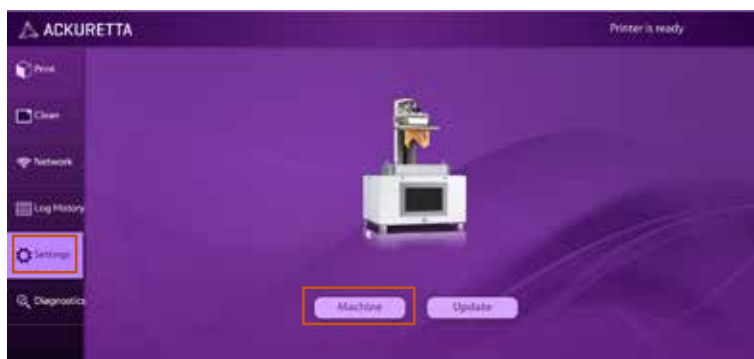 ACKURETTA
Printer is ready
Print
Clean
Network
Log History
Settings
Diagnostics
Machine
Update